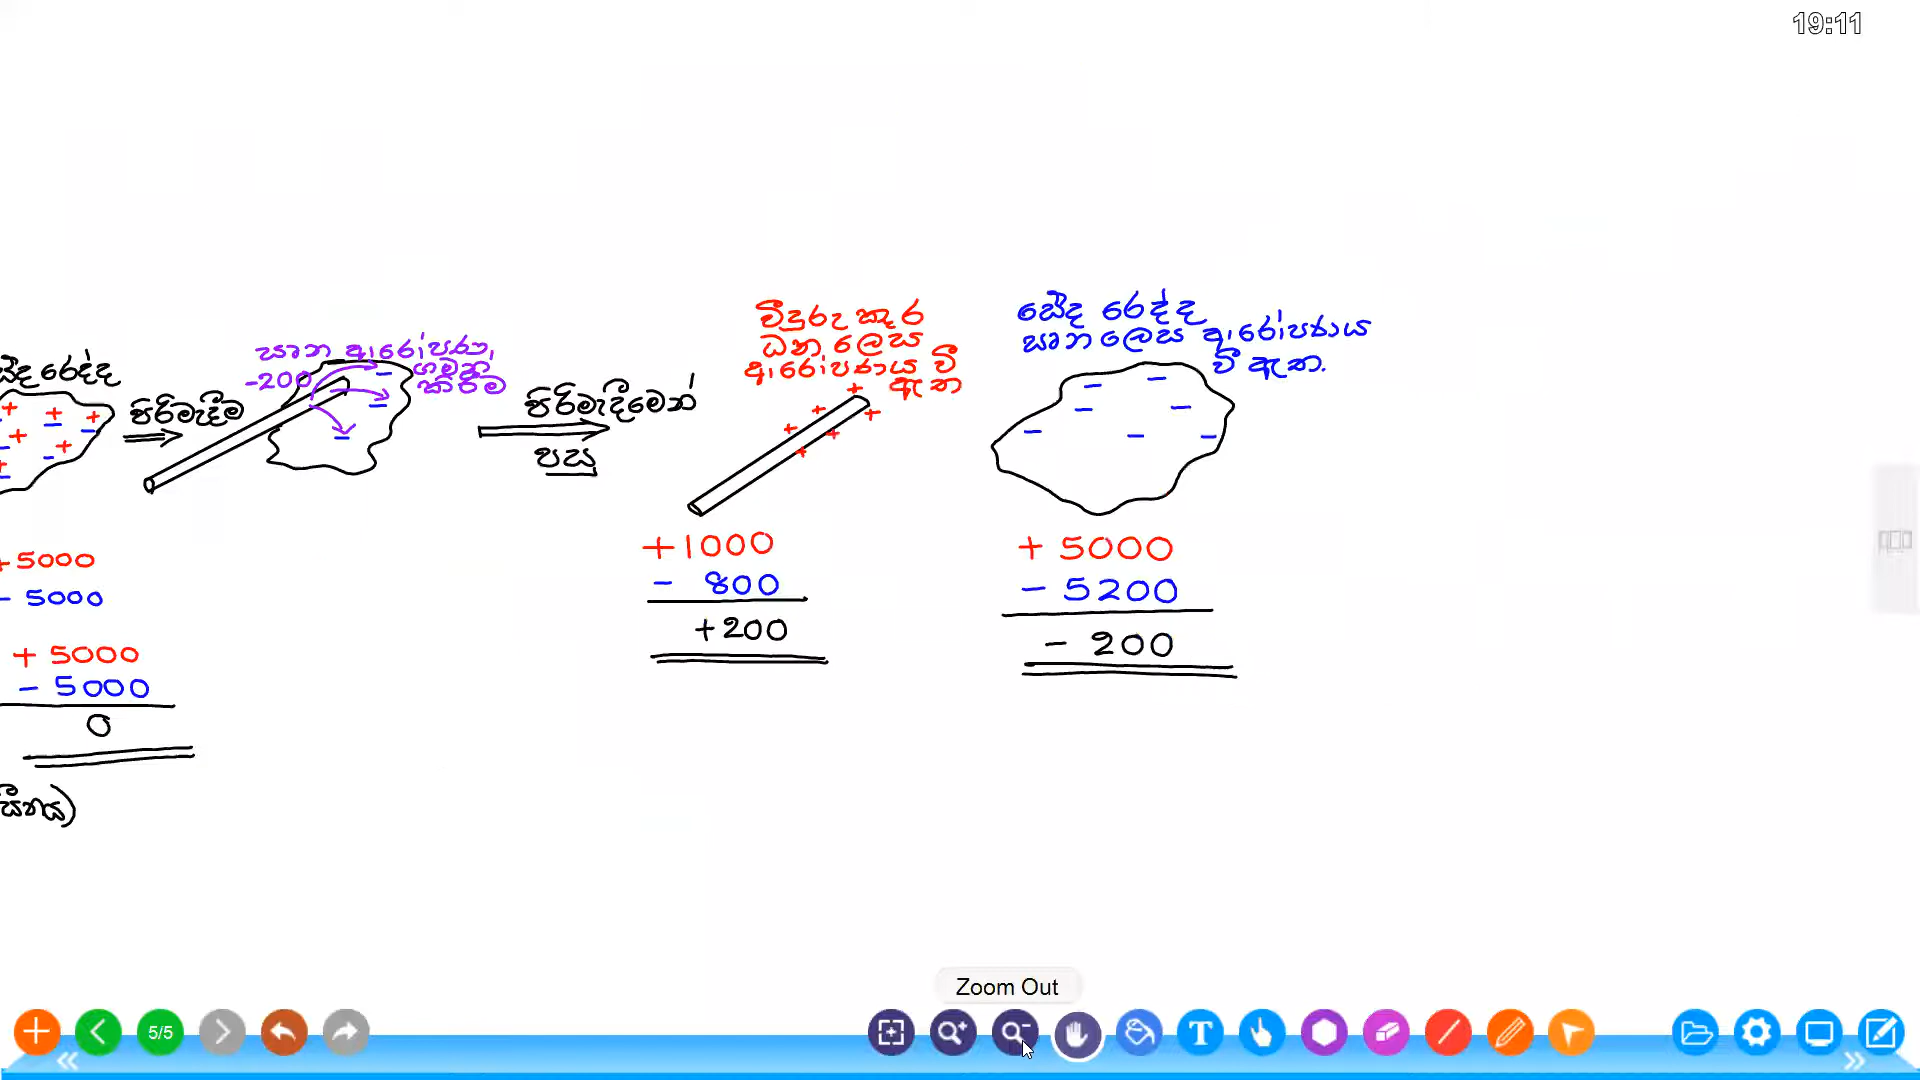 19:11
සේද රෙද්ද
පිරිමැදීම
සෘන ආරෝපණ
-200
ගමන්
කිරීම
පිරිමැදීමෙන්
පසු
වීදුරු කූර
ධන ලෙස
ආරෝපණය වී
ඇත
සේද රෙද්ද
සෘන ලෙස ආරෝපණය
වී ඇත.
+5000
- 5000
+ 5000
- 5000
0
+1000
- 800
+200
+ 5000
- 5200
- 200
Zoom Out
5/5
T